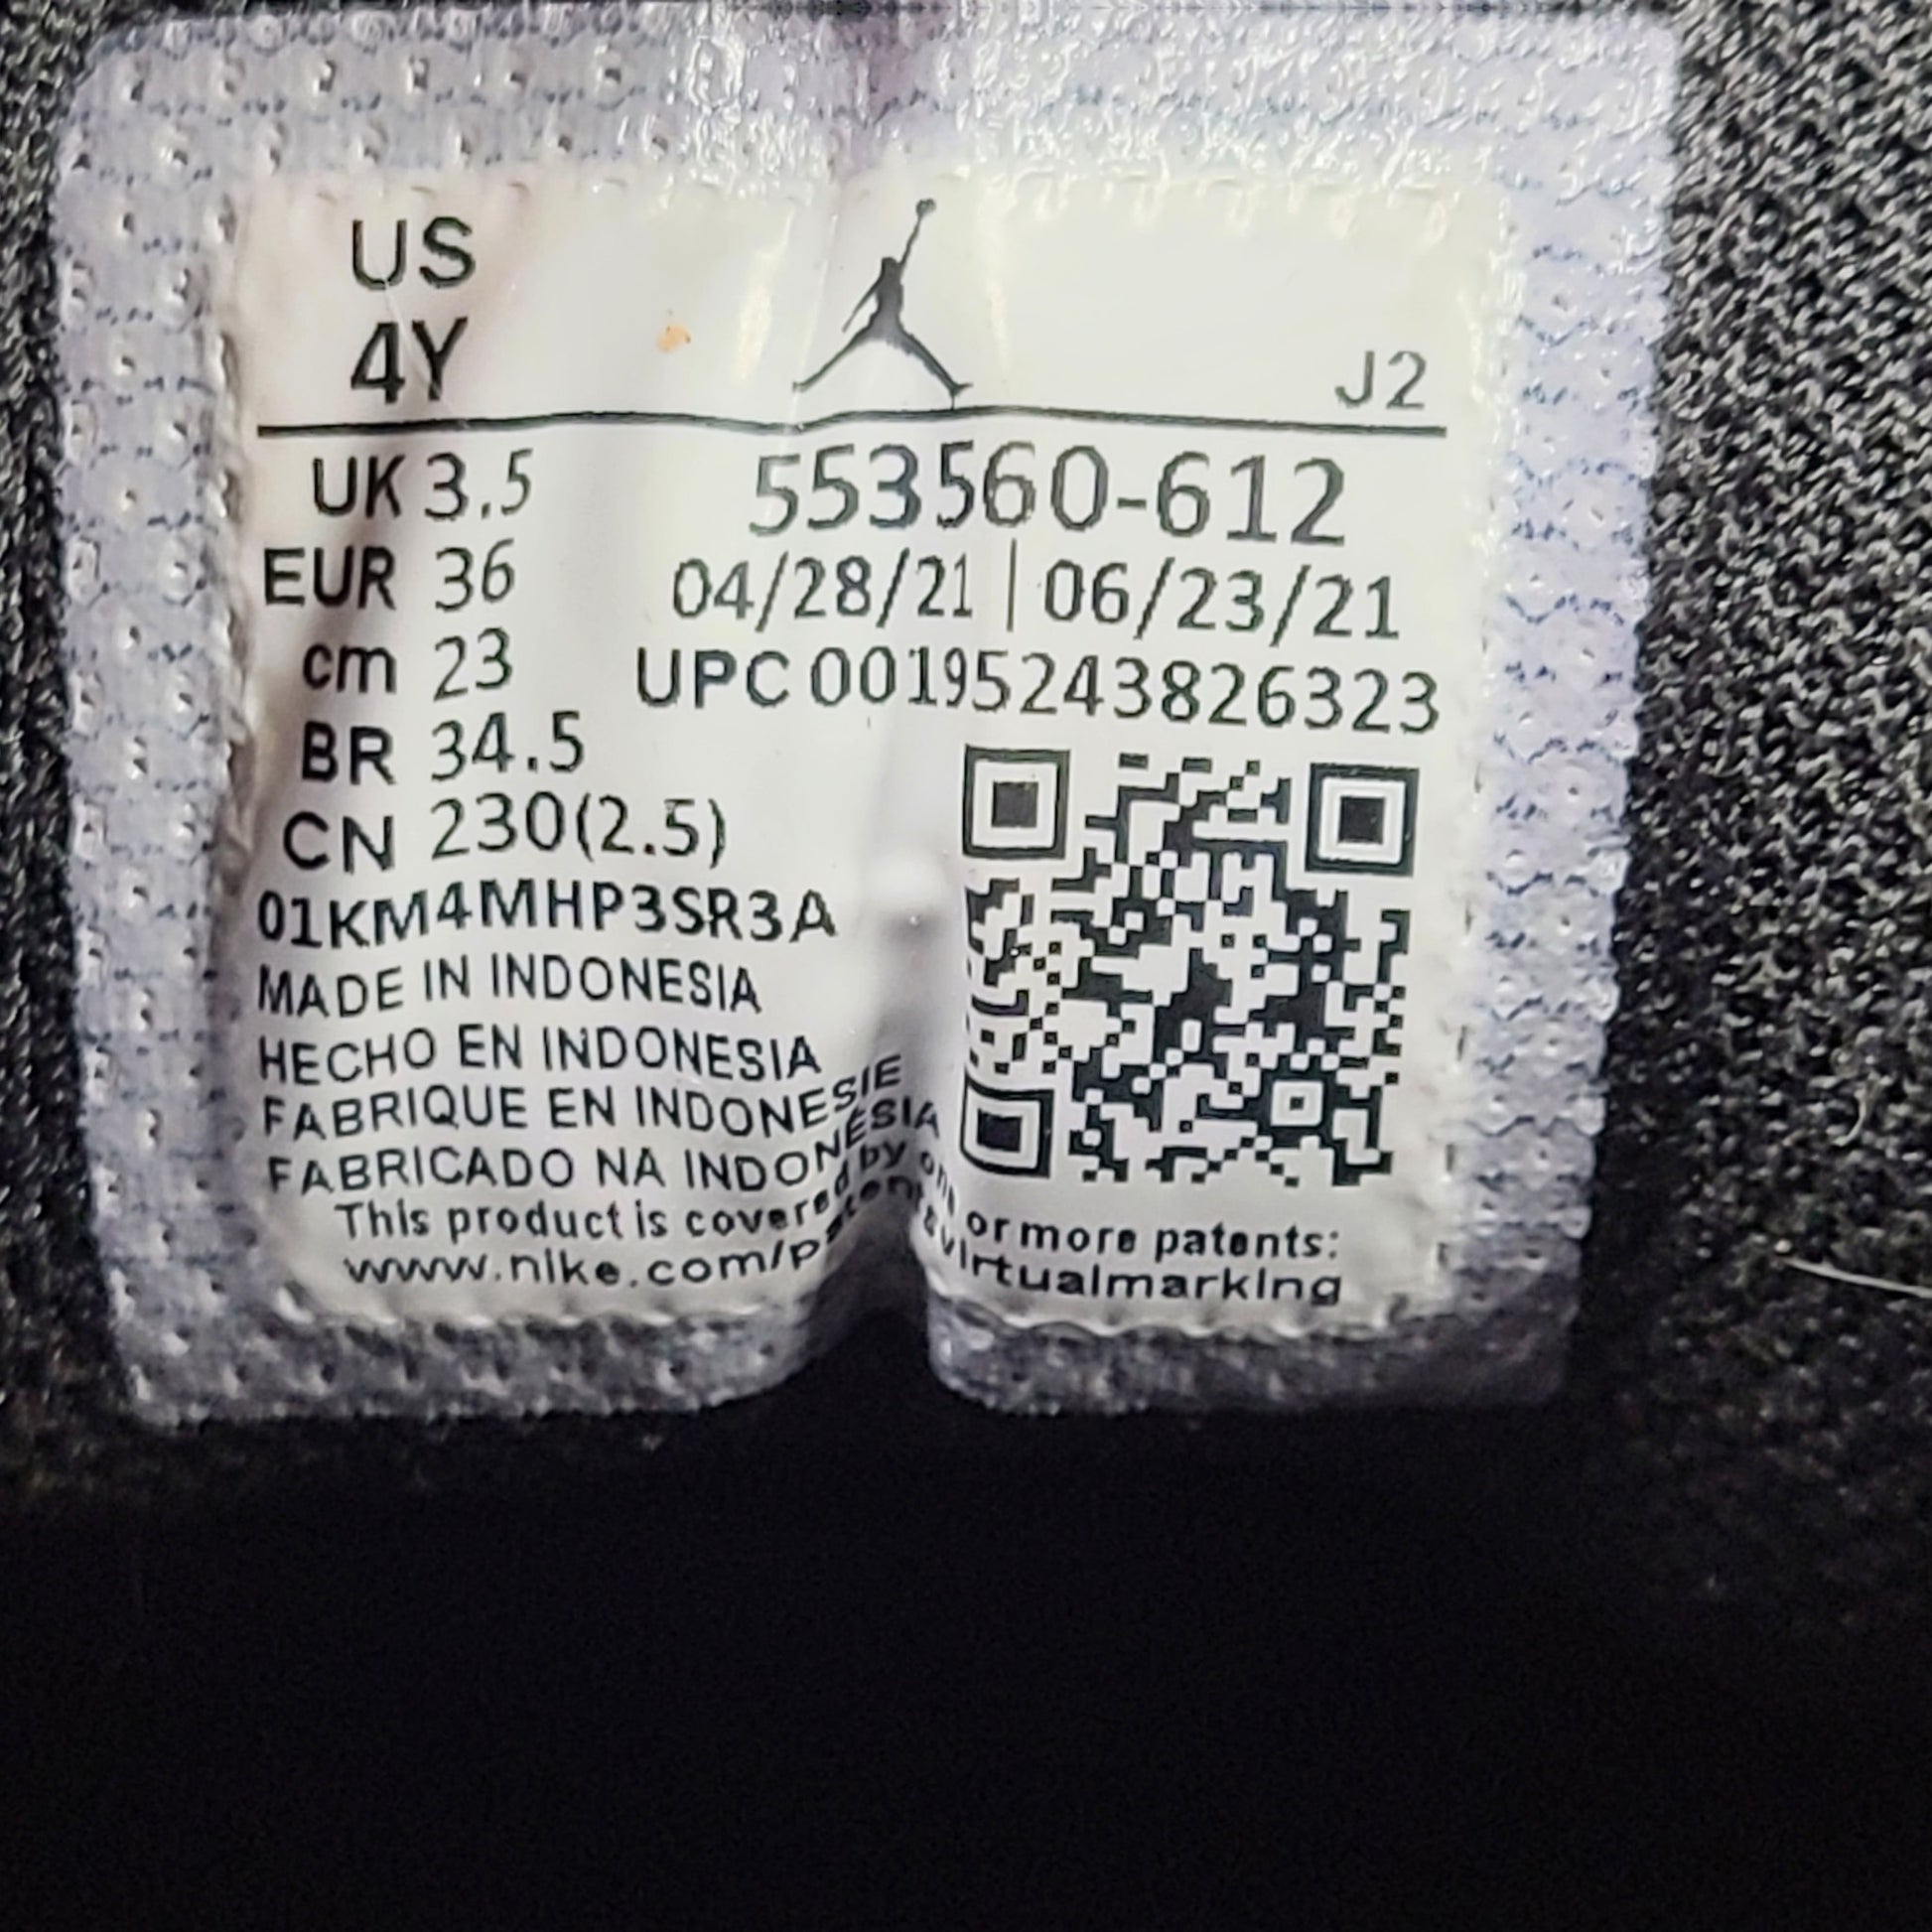 US
4Y
J2
UK 3.5
EUR 36
cm 23
BR 34.5
CN 230(2.5)
553560-612
04/28/21 | 06/23/21
UPC 00195243826323
01KM4MHP3SR3A
MADE IN INDONESIA
HECHO EN INDONESIA
FABRIQUE EN INDONESIE
FABRICADO NA INDONÉSIA
This product is covered by one or more patents:
www.nike.com/patentvirtualmarking